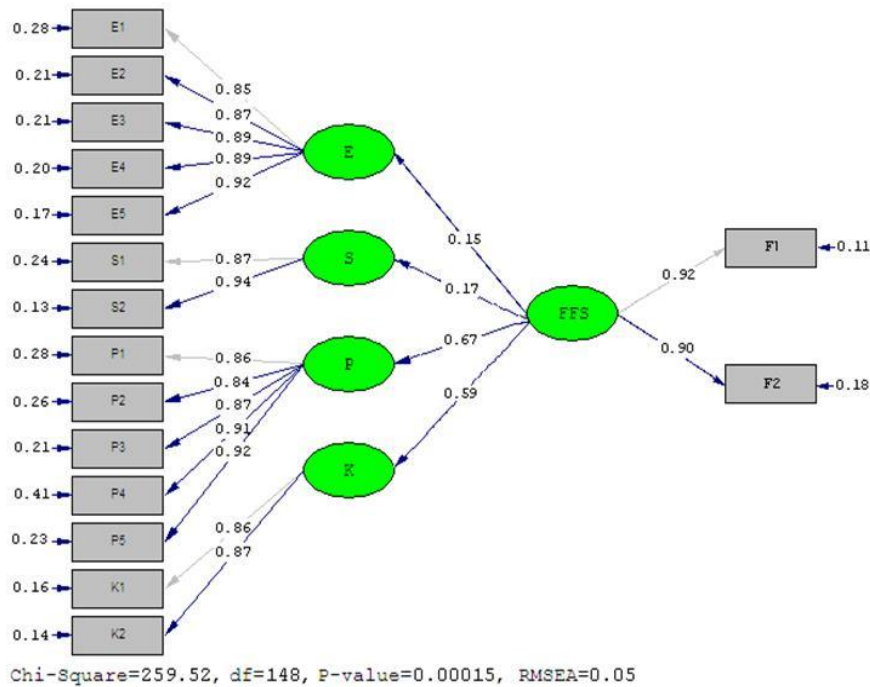 0.28 E1
0.21 E2
0.85
0.87
0.21 E3
0.89
E
0.20 E4
0.89
0.92
0.17 E5
0.15 F1 0.11
0.24 S1 0.87 S
0.92
0.17
0.13 S2 0.94
FFS
0.28 P1 0.86
0.67 0.90
P
0.26 P2 0.84
F2 0.18
0.87 0.59
0.21 P3
0.91
0.92
K
0.41 P4
0.86
0.23 P5
0.87
0.16 K1
0.14 K2
Chi-Square=259.52, df=148, P-value=0.00015, RMSEA=0.05